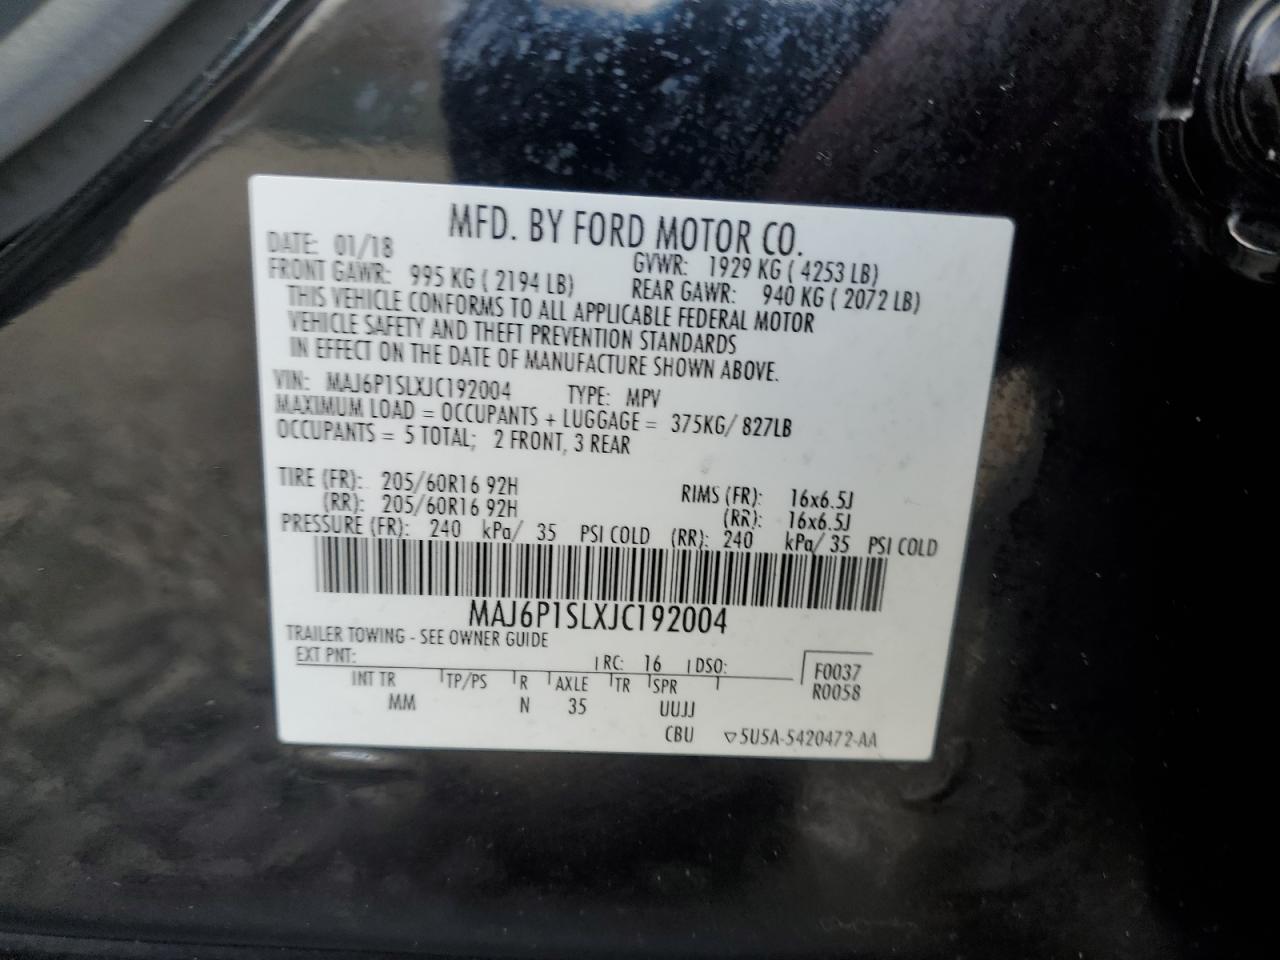 MFD. BY FORD MOTOR CO.
DATE: 01/18 GVWR: 1929 KG ( 4253 LB)
FRONT GAWR: 995 KG ( 2194 LB) REAR GAWR: 940 KG ( 2072 LB)
THIS VEHICLE CONFORMS TO ALL APPLICABLE FEDERAL MOTOR
VEHICLE SAFETY AND THEFT PREVENTION STANDARDS
IN EFFECT ON THE DATE OF MANUFACTURE SHOWN ABOVE.
VIN: MAJ6P1SLXJC192004 TYPE: MPV
MAXIMUM LOAD = OCCUPANTS + LUGGAGE = 375KG/ 827LB
OCCUPANTS = 5 TOTAL; 2 FRONT, 3 REAR
TIRE (FR): 205/60R16 92H RIMS (FR): 16x6.5J
(RR): 205/60R16 92H (RR): 16x6.5J
PRESSURE (FR): 240 kPa/ 35 PSI COLD (RR): 240 kPa/ 35 PSI COLD
MAJ6P1SLXJC192004
TRAILER TOWING - SEE OWNER GUIDE
EXT PNT: RC: 16 DSO: F0037
INT TR TP/PS R AXLE TR SPR R0058
MM N 35 UUJJ
CBU ▽5U5A-5420472-AA